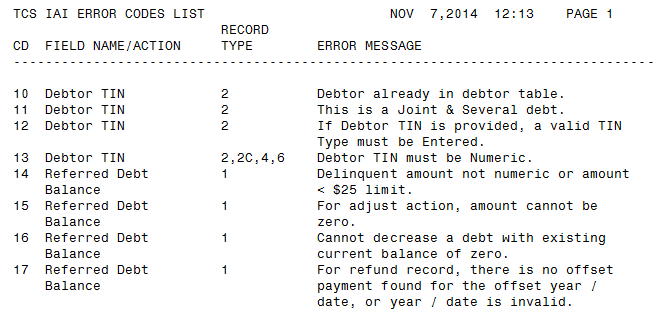 TCS IAI ERROR CODES LIST NOV 7,2014 12:13 PAGE 1
RECORD
CD FIELD NAME/ACTION TYPE ERROR MESSAGE
--------------------------------------------------------------------------------
10 Debtor TIN 2 Debtor already in debtor table.
11 Debtor TIN 2 This is a Joint & Several debt.
12 Debtor TIN 2 If Debtor TIN is provided, a valid TIN
Type must be Entered.
13 Debtor TIN 2,2C,4,6 Debtor TIN must be Numeric.
14 Referred Debt 1 Delinquent amount not numeric or amount
Balance < $25 limit.
15 Referred Debt 1 For adjust action, amount cannot be
Balance zero.
16 Referred Debt 1 Cannot decrease a debt with existing
Balance current balance of zero.
17 Referred Debt 1 For refund record, there is no offset
Balance payment found for the offset year /
date, or year / date is invalid.